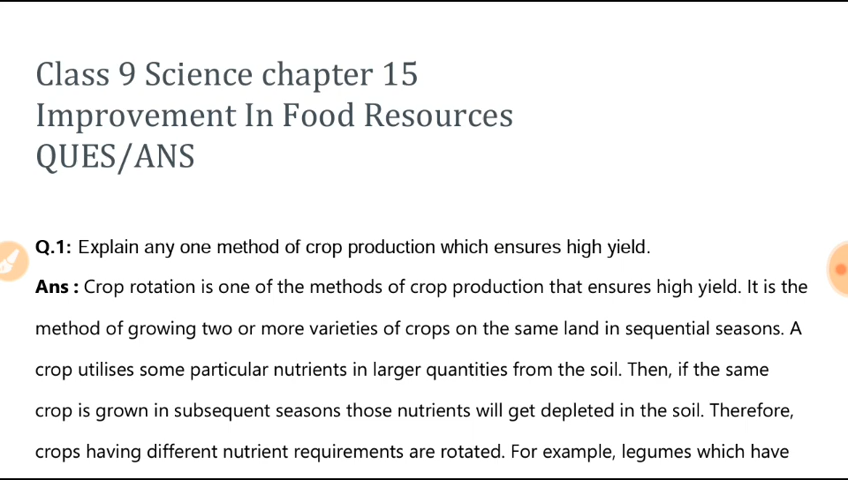 Class 9 Science chapter 15
Improvement In Food Resources
QUES/ANS
Q.1: Explain any one method of crop production which ensures high yield.
Ans : Crop rotation is one of the methods of crop production that ensures high yield. It is the
method of growing two or more varieties of crops on the same land in sequential seasons. A
crop utilises some particular nutrients in larger quantities from the soil. Then, if the same
crop is grown in subsequent seasons those nutrients will get depleted in the soil. Therefore,
crops having different nutrient requirements are rotated. For example, legumes which have